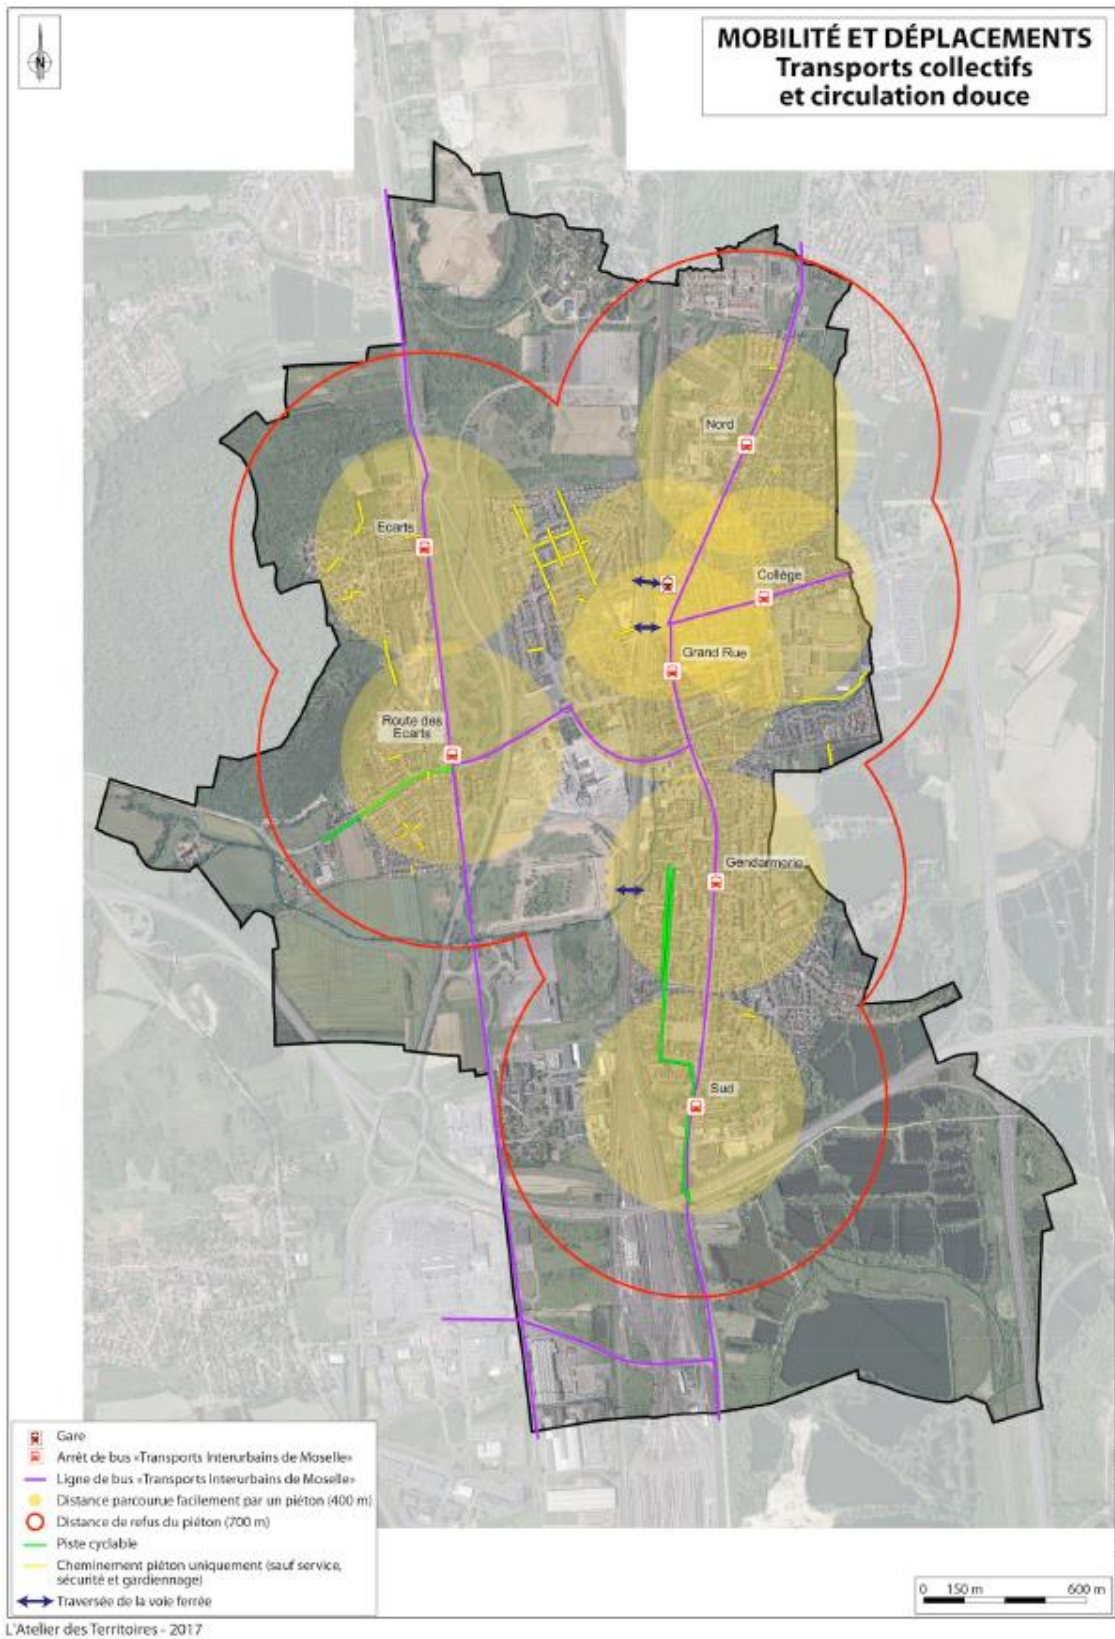 MOBILITÉ ET DÉPLACEMENTS
Transports collectifs
et circulation douce
N
Nord
Ecarts
Collège
Grand Rue
Route des
Ecarts
Gendarmerie
Sud
Gare
Arrêt de bus «Transports Interurbains de Moselle»
Ligne de bus «Transports Interurbains de Moselle»
Distance parcourue facilement par un piéton (400 m)
Distance de refus du piéton (700 m)
Piste cyclable
Cheminement piéton uniquement (sauf service,
sécurité et gardiennage)
Traversée de la voie ferrée
0 150 m 600 m
L'Atelier des Territoires - 2017